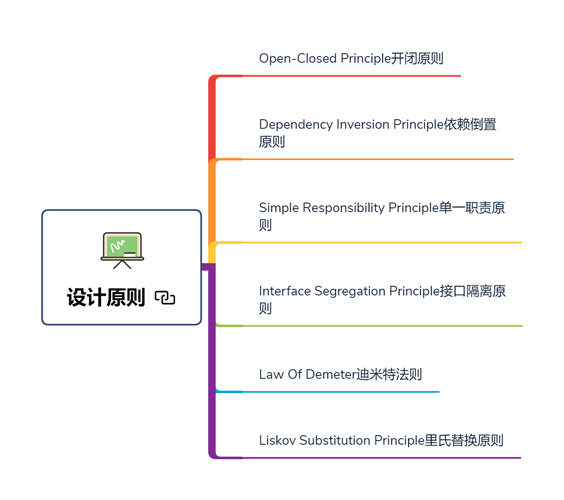 Open-Closed Principle开闭原则
Dependency Inversion Principle依赖倒置
原则
Simple Responsibility Principle单一职责原
则
设计原则
Interface Segregation Principle接口隔离原
则
Law Of Demeter迪米特法则
Liskov Substitution Principle里氏替换原则